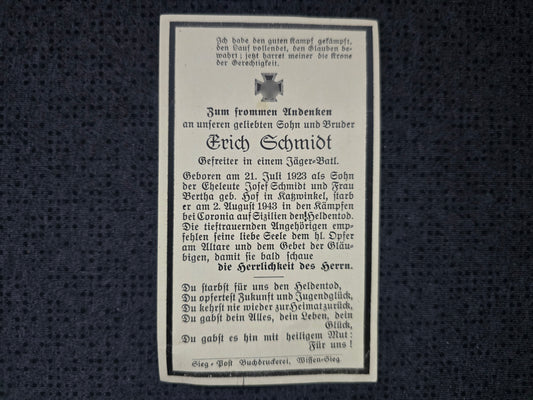 Ich habe den guten Kampf gekämpft,
den Lauf vollendet, den Glauben be-
wahrt; jetzt harret meiner die Krone
der Gerechtigkeit.
Zum frommen Andenken
an unseren geliebten Sohn und Bruder
Erich Schmidt
Gefreiter in einem Jäger-Batl.
Geboren am 21. Juli 1923 als Sohn
der Eheleute Josef Schmidt und Frau
Bertha geb. Hof in Katzwinkel, starb
er am 2. August 1943 in den Kämpfen
bei Coronia auf Sizilien den Heldentod.
Die tieftrauernden Angehörigen emp-
fehlen seine liebe Seele dem hl. Opfer
am Altare und dem Gebet der Gläu-
bigen, damit sie bald schaue
die Herrlichkeit des Herrn.
Du starbst für uns den Heldentod,
Du opfertest Zukunft und Jugendglück,
Du kehrst nie wieder zur Heimat zurück,
Du gabst dein Alles, dein Leben, dein
Glück,
Du gabst es hin mit heiligem Mut:
Für uns!
Sieg-Post Buchdruckerei, Wissen-Sieg